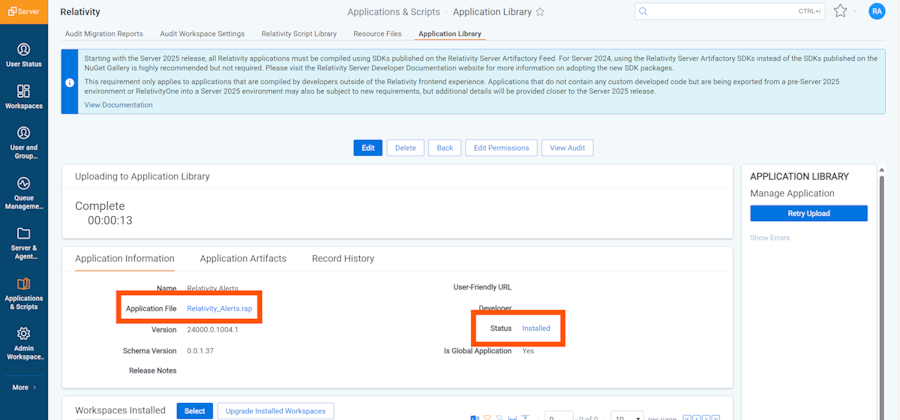 Server
Relativity
Applications & Scripts
Application Library
CTRL+/
RA
Audit Migration Reports
Audit Workspace Settings
Relativity Script Library
Resource Files
Application Library
User Status
Workspaces
User and
Group...
Queue
Manageme...
Server &
Agent...
Applications
& Scripts
Admin
Workspace..
More
Starting with the Server 2025 release, all Relativity applications must be compiled using SDKs published on the Relativity Server Artifactory Feed. For Server 2024, using the Relativity Server Artifactory SDKs instead of the SDKs published on the
NuGet Gallery is highly recommended but not required. Please visit the Relativity Server Developer Documentation website for more information on adopting the new SDK packages.
This requirement only applies to applications that are compiled by developers outside of the Relativity frontend experience. Applications that do not contain any custom developed code but are being exported from a pre-Server 2025
environment or RelativityOne into a Server 2025 environment may also be subject to new requirements, but additional details will be provided closer to the Server 2025 release.
View Documentation
Edit
Delete
Back
Edit Permissions
View Audit
Uploading to Application Library
Complete
00:00:13
APPLICATION LIBRARY
Manage Application
Retry Upload
Show Errors
Application Information
Application Artifacts
Record History
Name Relativity Alerts
Application File Relativity_Alerts.rap
Version 24000.0.1004.1
Schema Version 0.0.1.37
Release Notes
User-Friendly URL
Developer
Status Installed
Is Global Application Yes
Workspaces Installed
Select
Upgrade Installed Workspaces
0
- 0 of 0
10
per page